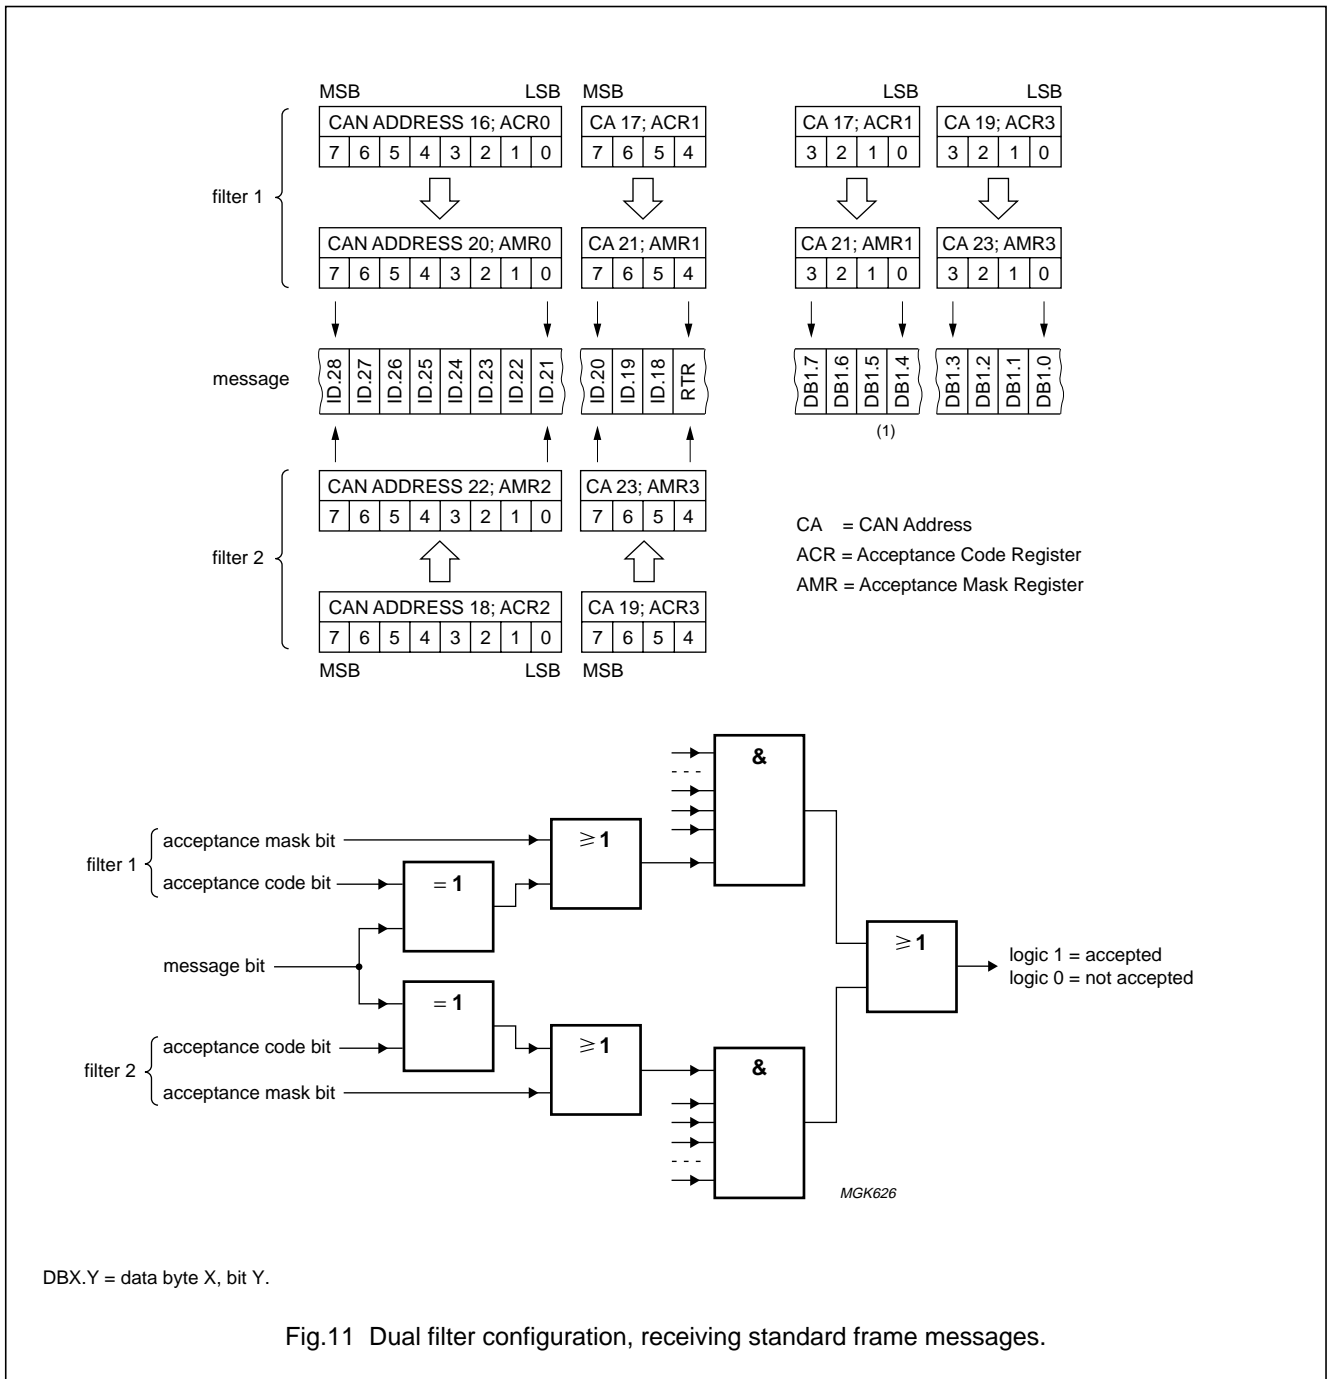 MSB LSB MSB LSB LSB
CAN ADDRESS 16; ACR0 CA 17; ACR1 CA 17; ACR1 CA 19; ACR3
7 6 5 4 3 2 1 0 7 6 5 4 3 2 1 0 3 2 1 0
filter 1
CAN ADDRESS 20; AMR0 CA 21; AMR1 CA 21; AMR1 CA 23; AMR3
7 6 5 4 3 2 1 0 7 6 5 4 3 2 1 0 3 2 1 0
message ID.28 ID.27 ID.26 ID.25 ID.24 ID.23 ID.22 ID.21 ID.20 ID.19 ID.18 RTR DB1.7 DB1.6 DB1.5 DB1.4 DB1.3 DB1.2 DB1.1 DB1.0
(1)
CAN ADDRESS 22; AMR2 CA 23; AMR3
7 6 5 4 3 2 1 0 7 6 5 4
filter 2
CAN ADDRESS 18; ACR2 CA 19; ACR3
7 6 5 4 3 2 1 0 7 6 5 4
MSB LSB MSB
CA = CAN Address
ACR = Acceptance Code Register
AMR = Acceptance Mask Register
&
filter 1
acceptance mask bit
≥ 1
acceptance code bit
= 1
message bit
≥ 1
logic 1 = accepted
logic 0 = not accepted
= 1
filter 2
acceptance code bit
≥ 1
&
acceptance mask bit
MGK626
DBX.Y = data byte X, bit Y.
Fig.11 Dual filter configuration, receiving standard frame messages.